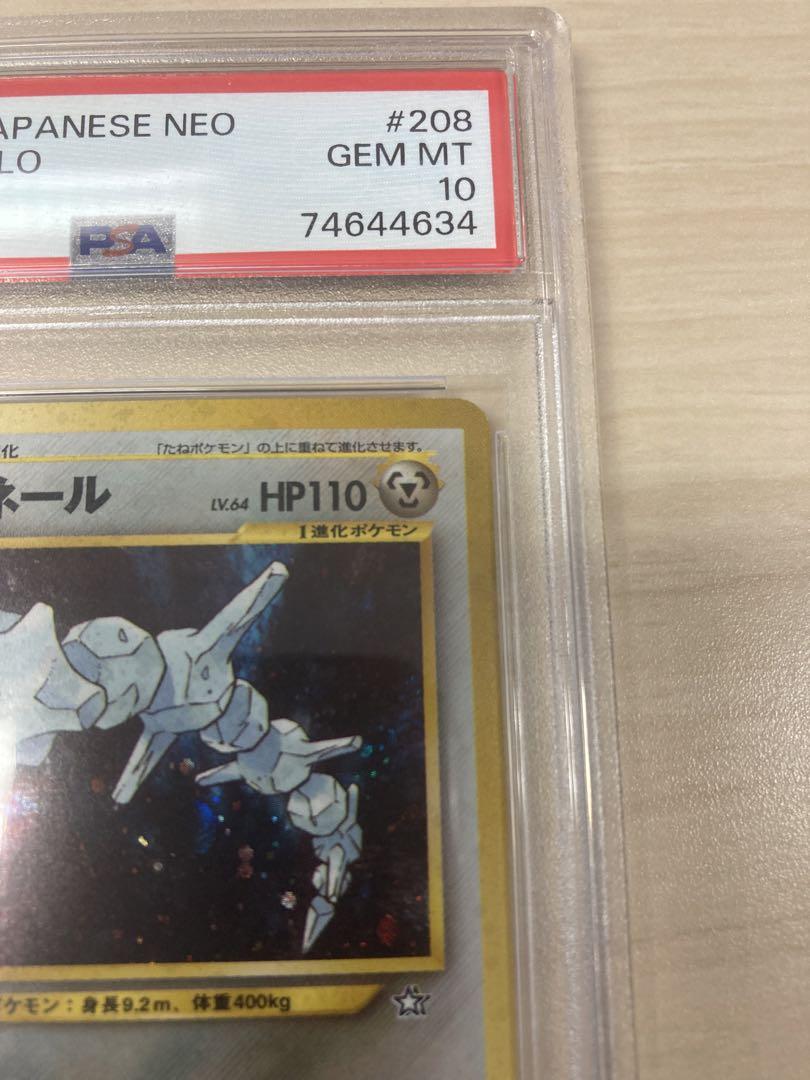 APANESE NEO #208
LO GEM MT
10
PSA 74644634
化 「たねポケモン」の上に重ねて進化させます。
ネール LV.64 HP110
I進化ポケモン
ケモン：身長9.2m、体重400kg